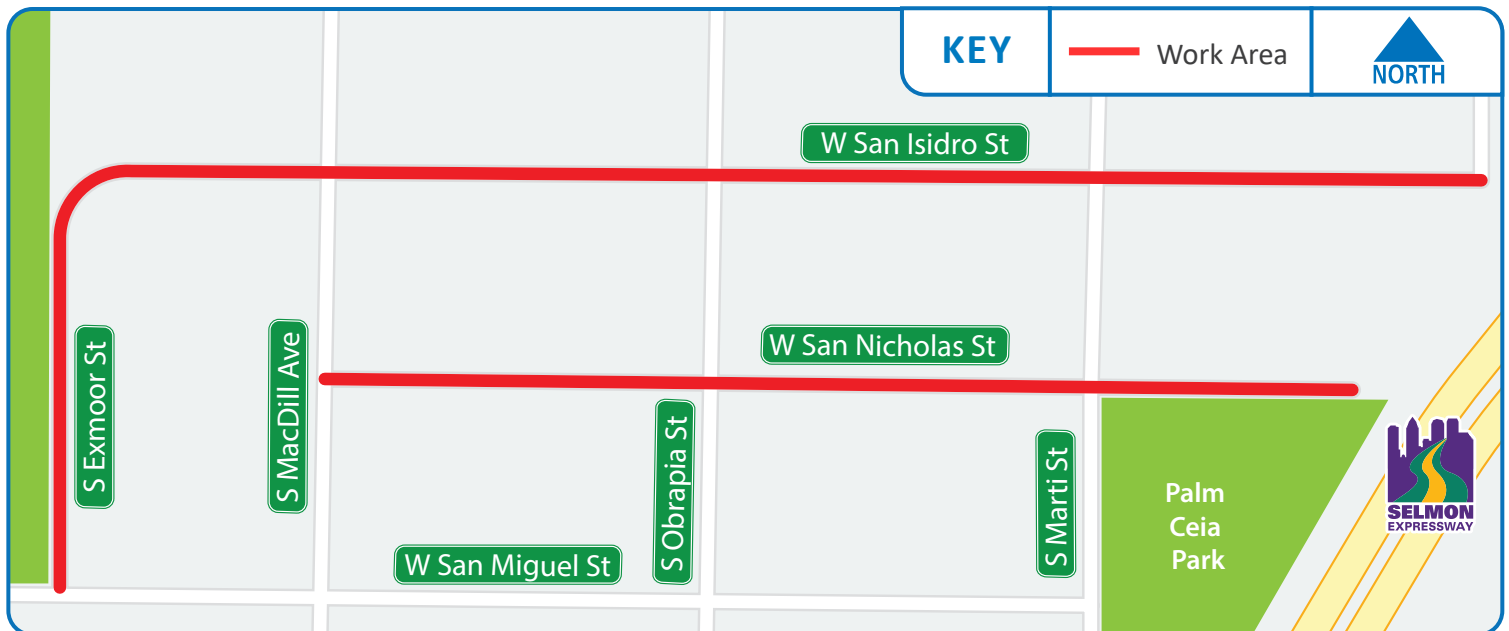 KEY
Work Area
NORTH
W San Isidro St
S Exmoor St
S MacDill Ave
W San Nicholas St
S Obrapia St
S Marti St
W San Miguel St
Palm
Ceia
Park
SELMON
EXPRESSWAY